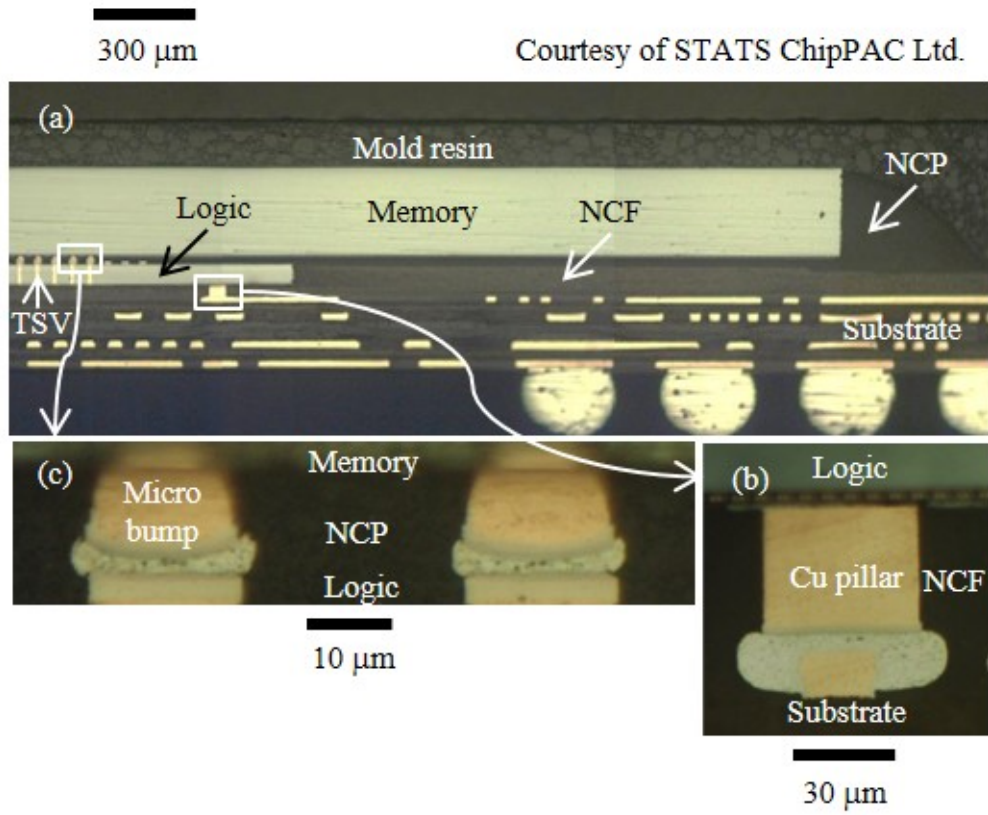 300 μm
Courtesy of STATS ChipPAC Ltd.
(a)
Mold resin
NCP
Logic
Memory
NCF
TSV
Substrate
(c)
Memory
Micro
bump
NCP
Logic
10 μm
(b)
Logic
Cu pillar
NCF
Substrate
30 μm